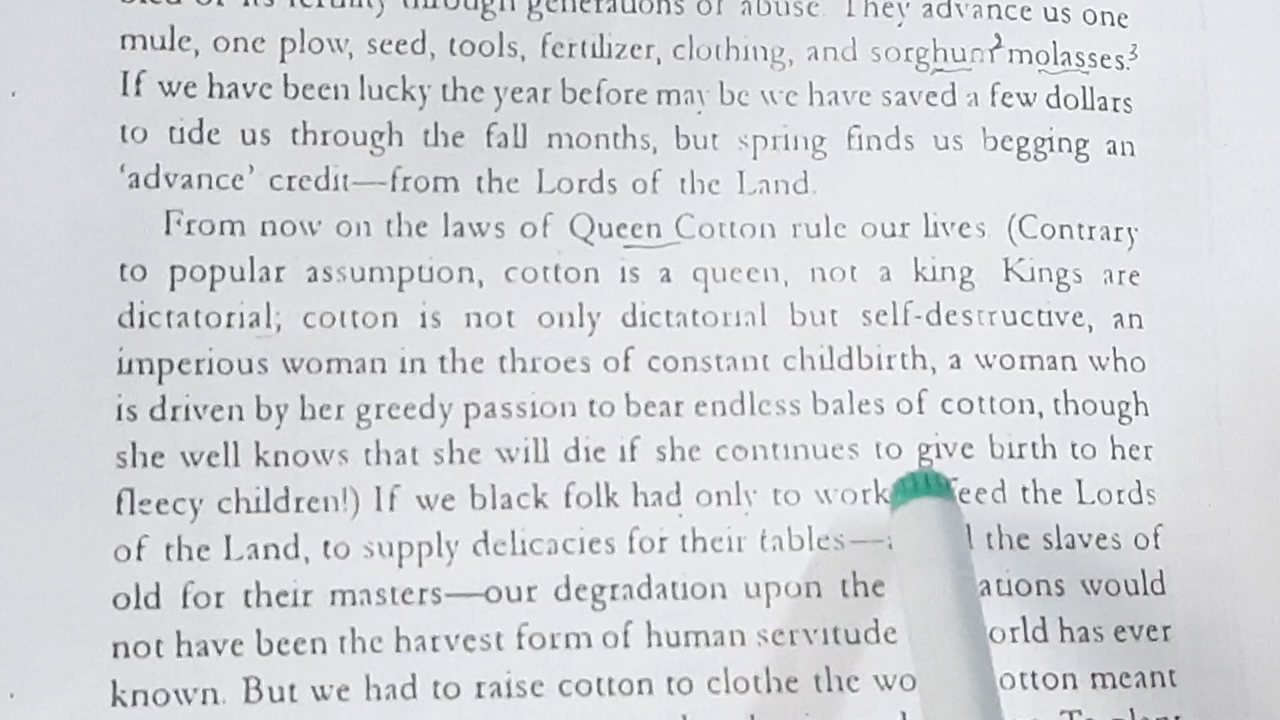 bled of its fertility through generations of abuse. They advance us one
mule, one plow, seed, tools, fertilizer, clothing, and sorghum molasses.³
If we have been lucky the year before may be we have saved a few dollars
to tide us through the fall months, but spring finds us begging an
‘advance’ credit—from the Lords of the Land.
From now on the laws of Queen Cotton rule our lives. (Contrary
to popular assumption, cotton is a queen, not a king. Kings are
dictatorial; cotton is not only dictatorial but self-destructive, an
imperious woman in the throes of constant childbirth, a woman who
is driven by her greedy passion to bear endless bales of cotton, though
she well knows that she will die if she continues to give birth to her
fleecy children!) If we black folk had only to work feed the Lords
of the Land, to supply delicacies for their tables— the slaves of
old for their masters—our degradation upon the would
not have been the harvest form of human servitude has ever
known. But we had to raise cotton to clothe the meant